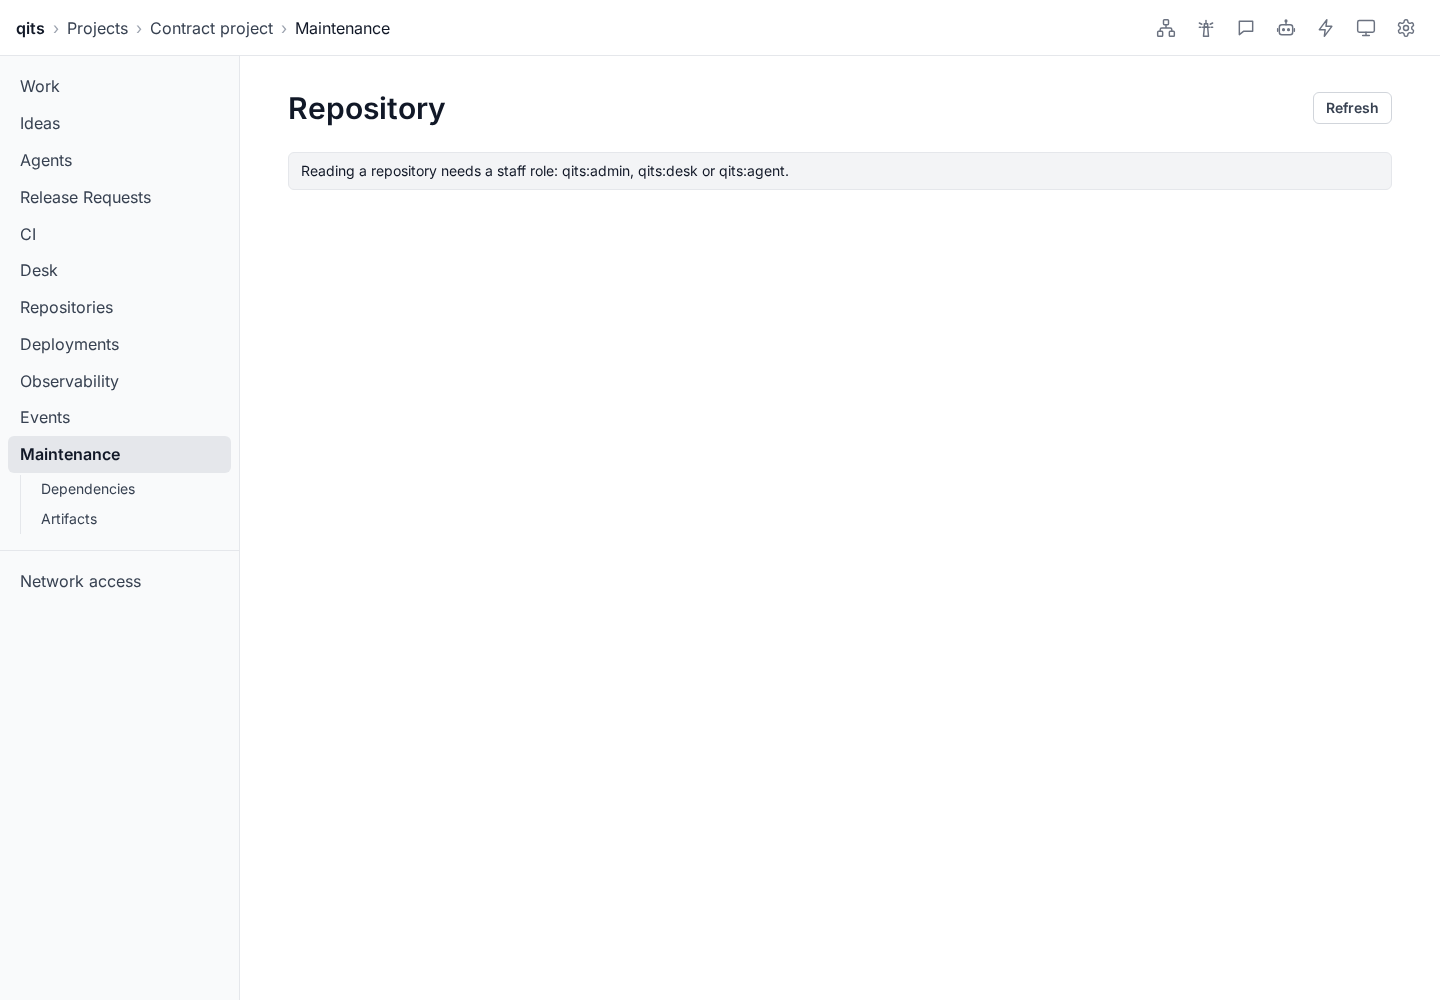 qits › Projects › Contract project › Maintenance
Work
Ideas
Agents
Release Requests
CI
Desk
Repositories
Deployments
Observability
Events
Maintenance
Dependencies
Artifacts
Network access
Repository
Refresh
Reading a repository needs a staff role: qits:admin, qits:desk or qits:agent.